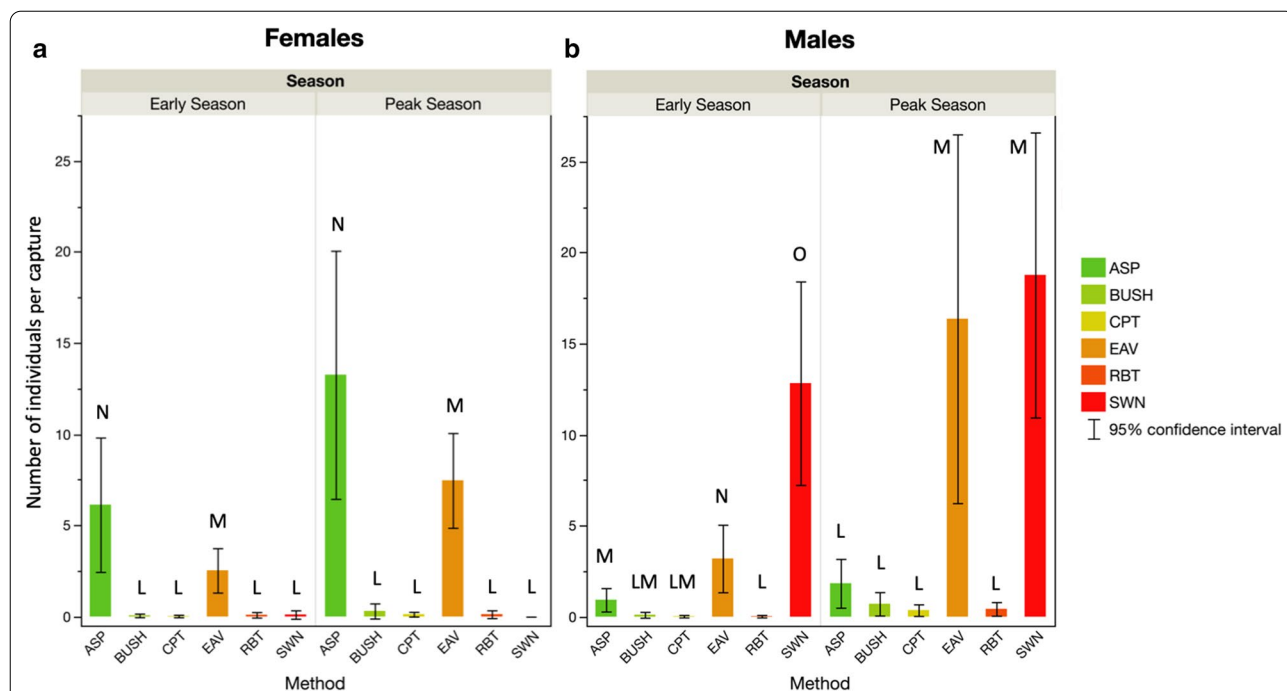 a
Females
Season
Early Season
Peak Season
Number of individuals per capture
25
20
15
10
5
0
N
L
L
M
L
L
N
L
L
M
L
L
ASP
BUSH
CPT
EAV
RBT
SWN
ASP
BUSH
CPT
EAV
RBT
SWN
Method
b
Males
Season
Early Season
Peak Season
25
20
15
10
5
0
M
LM
LM
N
L
O
L
L
L
M
L
M
ASP
BUSH
CPT
EAV
RBT
SWN
ASP
BUSH
CPT
EAV
RBT
SWN
Method
ASP
BUSH
CPT
EAV
RBT
SWN
95% confidence interval